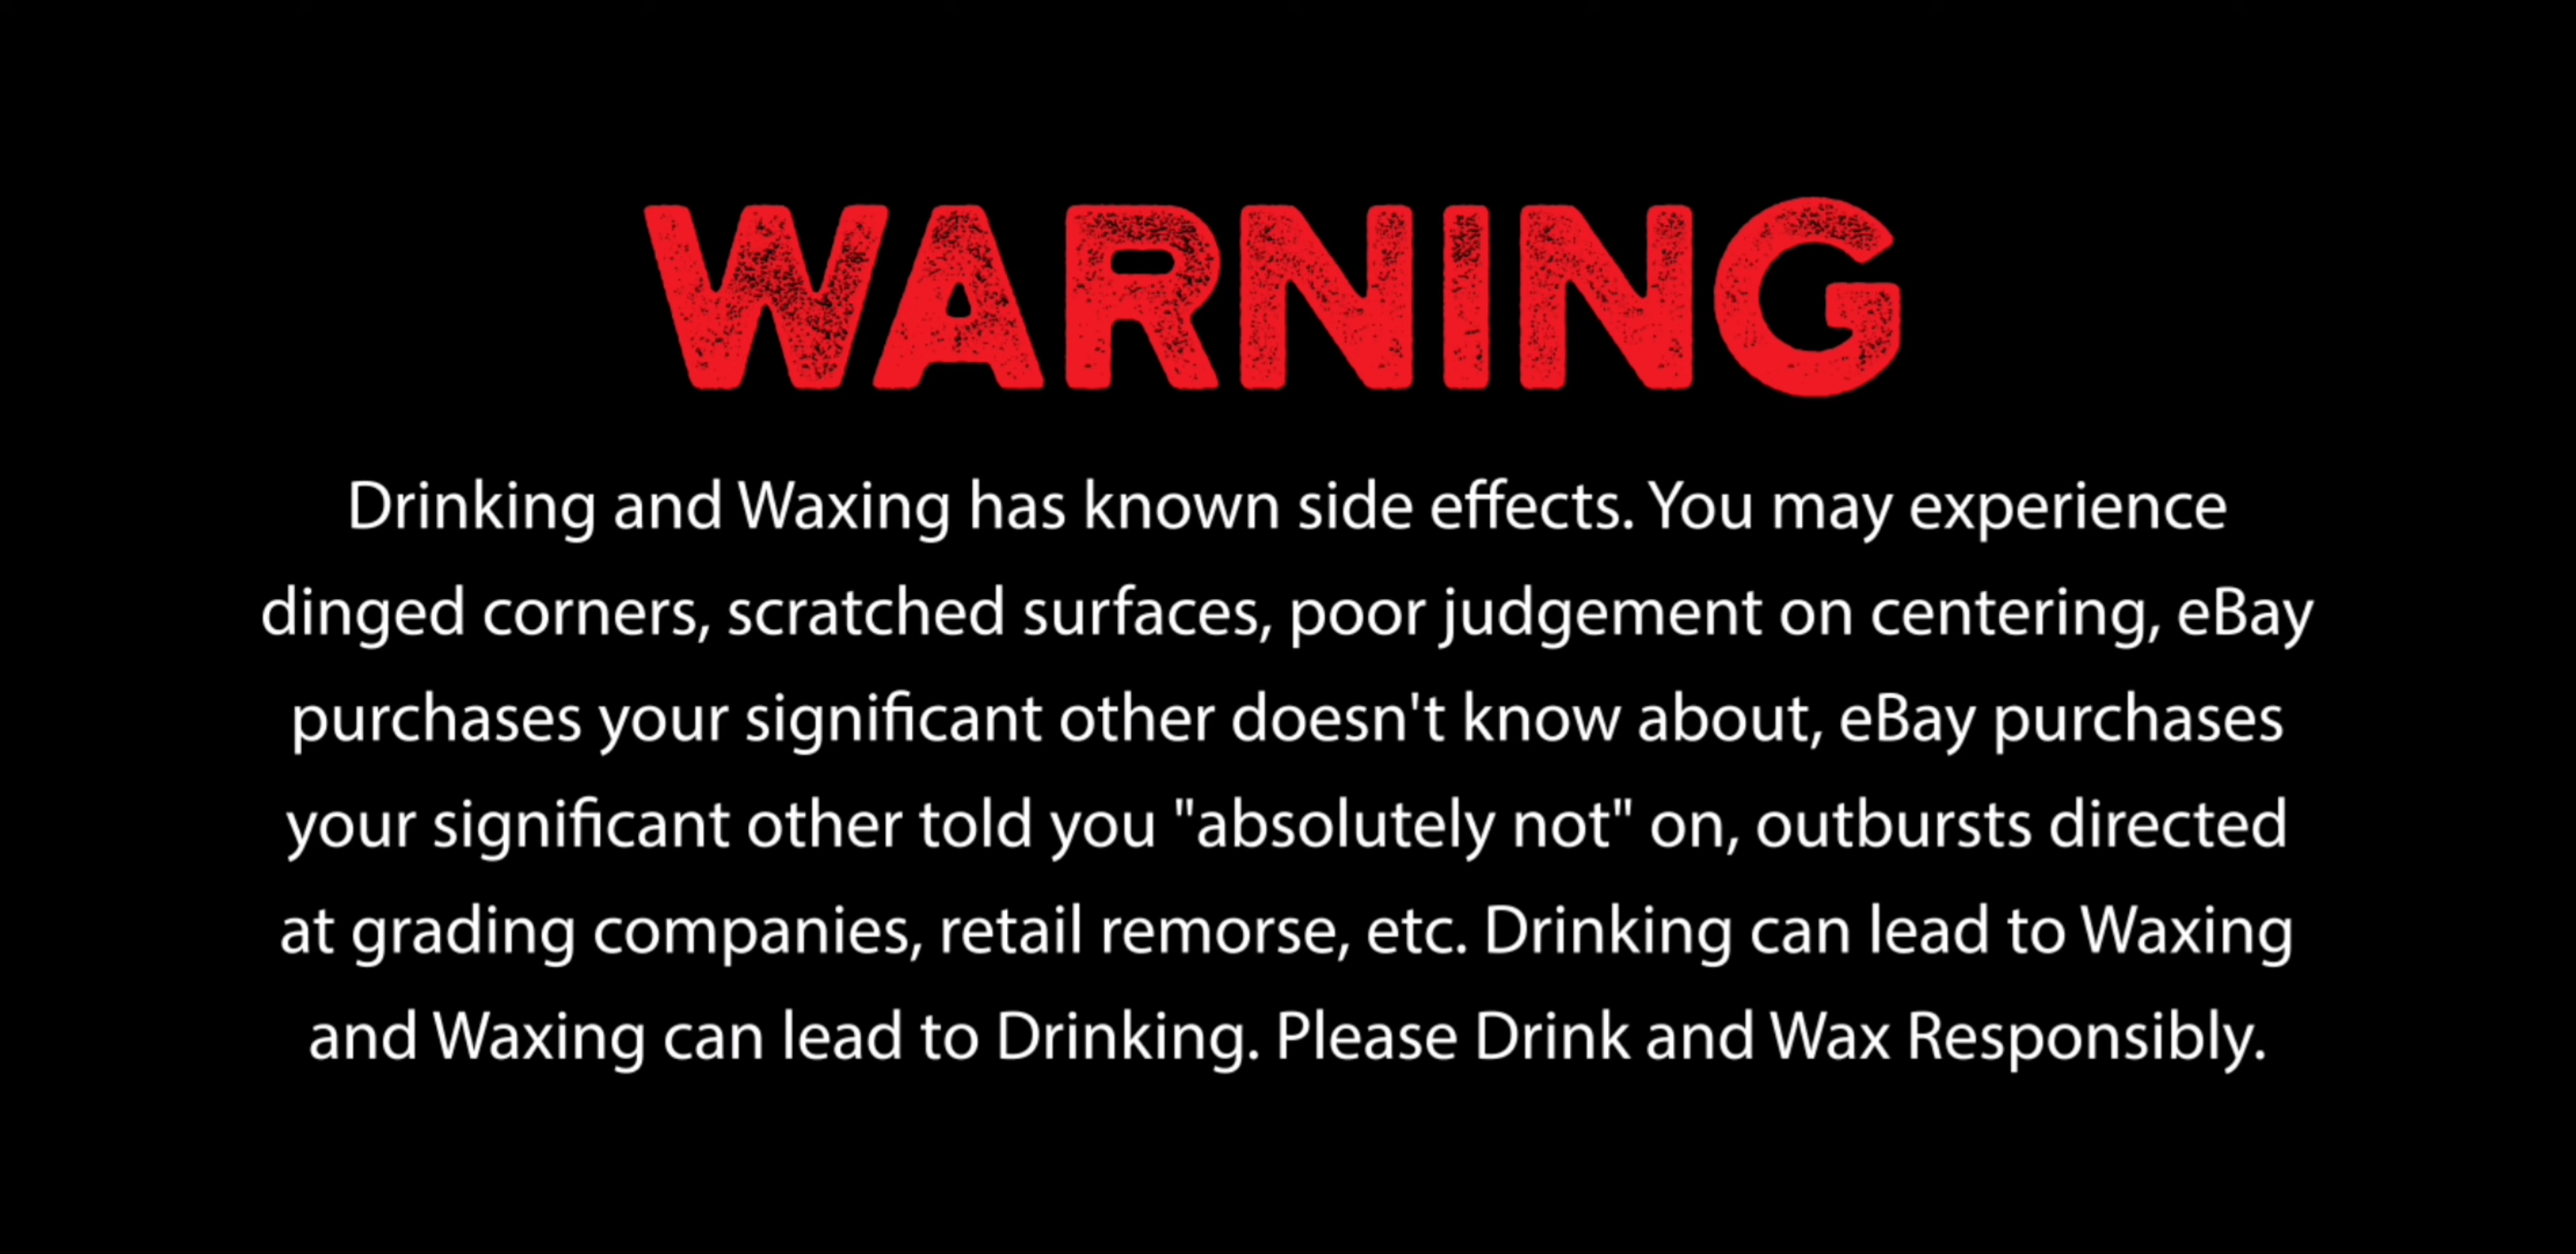 WARNING
Drinking and Waxing has known side effects. You may experience
dinged corners, scratched surfaces, poor judgement on centering, eBay
purchases your significant other doesn't know about, eBay purchases
your significant other told you "absolutely not" on, outbursts directed
at grading companies, retail remorse, etc. Drinking can lead to Waxing
and Waxing can lead to Drinking. Please Drink and Wax Responsibly.